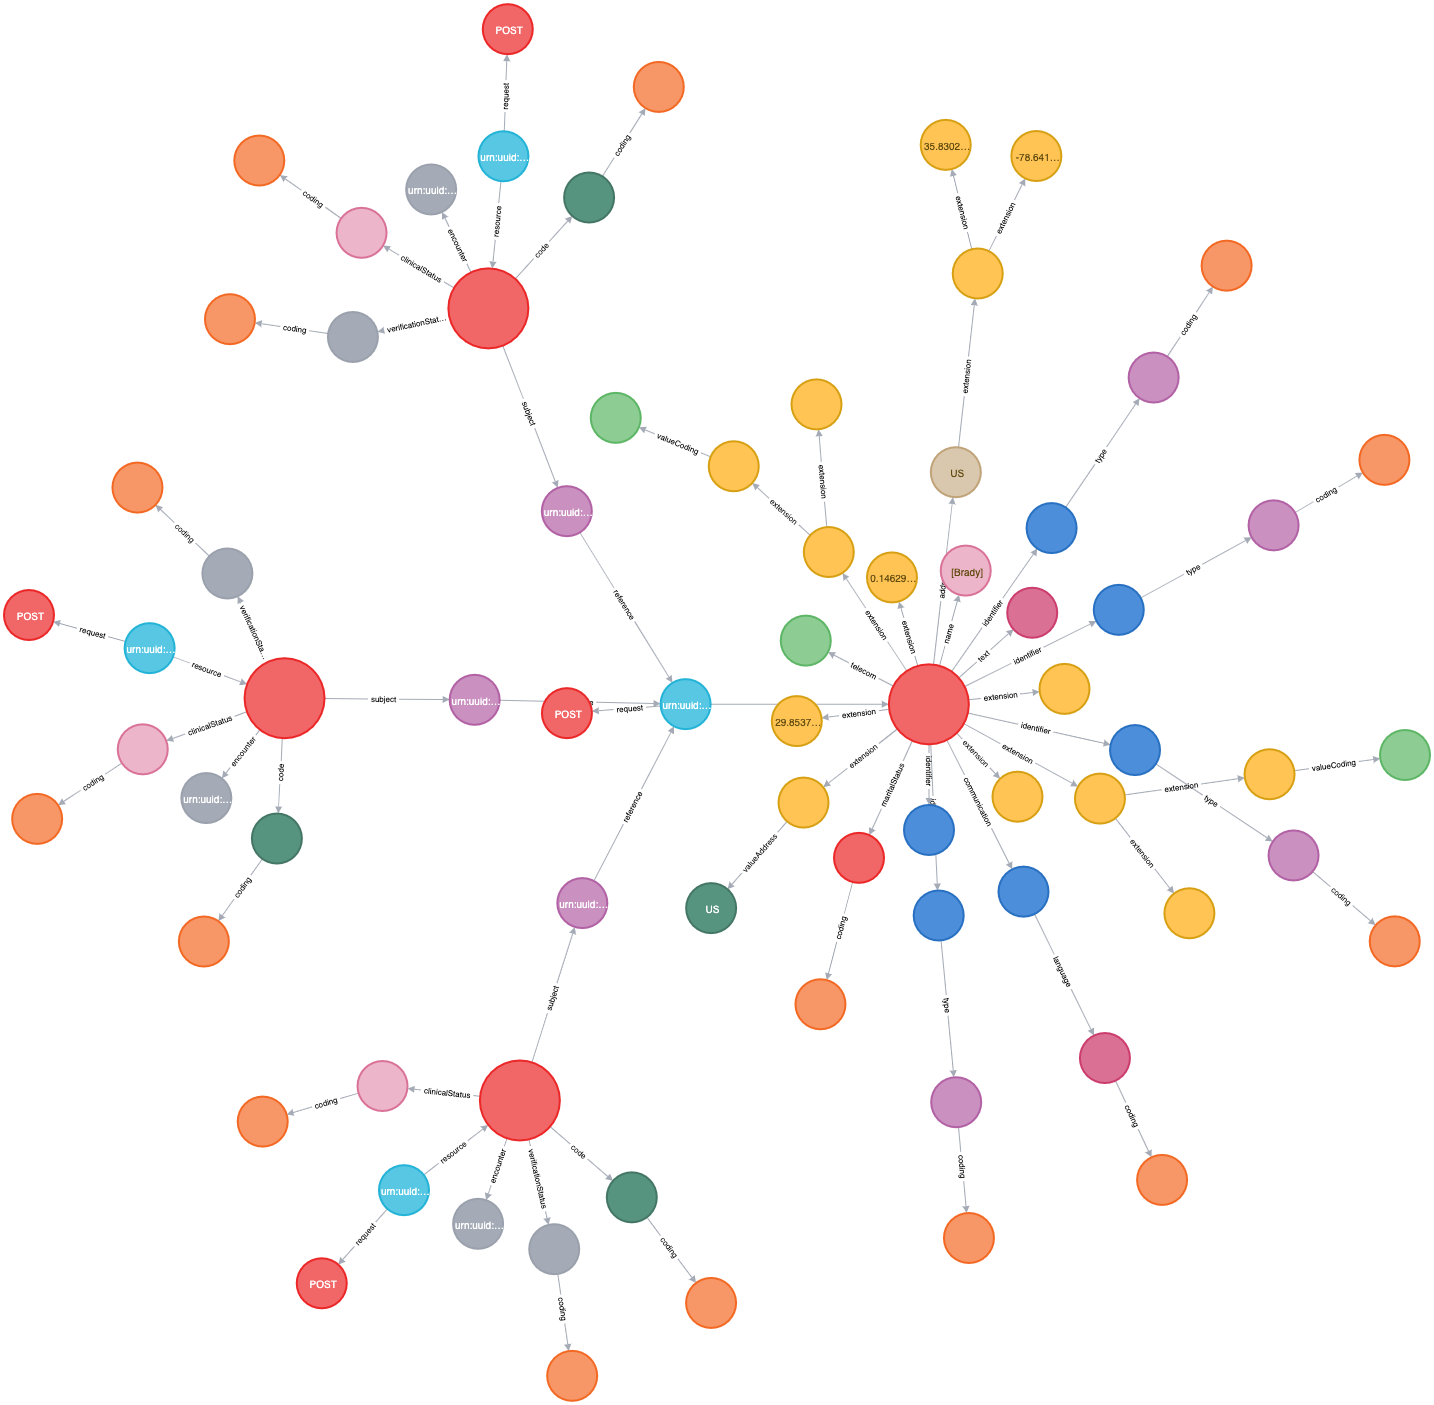 POST
request
coding
35.8302...
-78.641...
urn:uuid:...
coding
urn:uuid:...
extension
extension
resource
encounter
code
clinicalStatus
coding
verificationStat...
extension
coding
subject
valueCoding
extension
extension
US
type
coding
urn:uuid:...
type
coding
0.14629...
[Brady]
extension
extension
name
identifier
text
identifier
reference
telecom
extension
29.8537...
extension
identifier
extension
extension
valueCoding
extension
type
coding
extension
extension
valueAddress
US
maritalStatus
identifier
communication
coding
language
coding
type
coding
coding
verificationSta...
POST
request
urn:uuid:...
resource
subject
urn:uuid:...
POST
request
urn:uuid:...
clinicalStatus
encounter
code
coding
urn:uuid:...
coding
reference
urn:uuid:...
subject
clinicalStatus
coding
resource
code
encounter
verificationStatus
urn:uuid:...
urn:uuid:...
request
coding
POST
coding